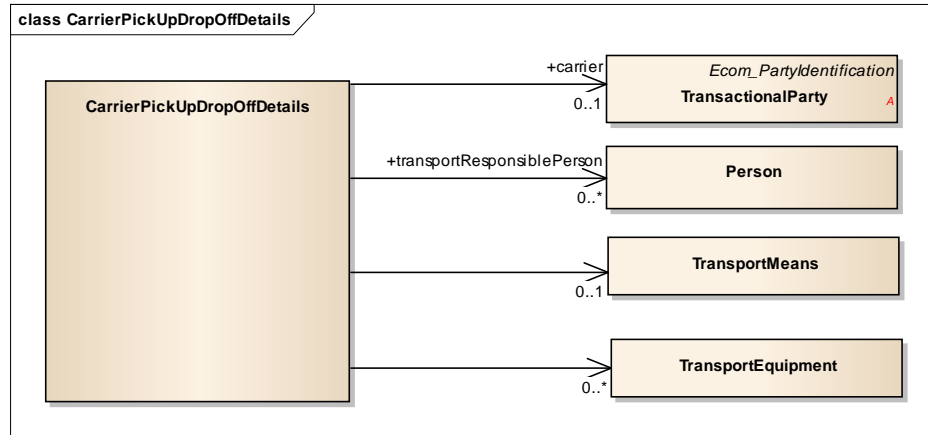 class CarrierPickUpDropOffDetails
CarrierPickUpDropOffDetails
+carrier
0..1
Ecom_PartyIdentification
TransactionalParty
A
+transportResponsiblePerson
0..*
Person
0..1
TransportMeans
0..*
TransportEquipment